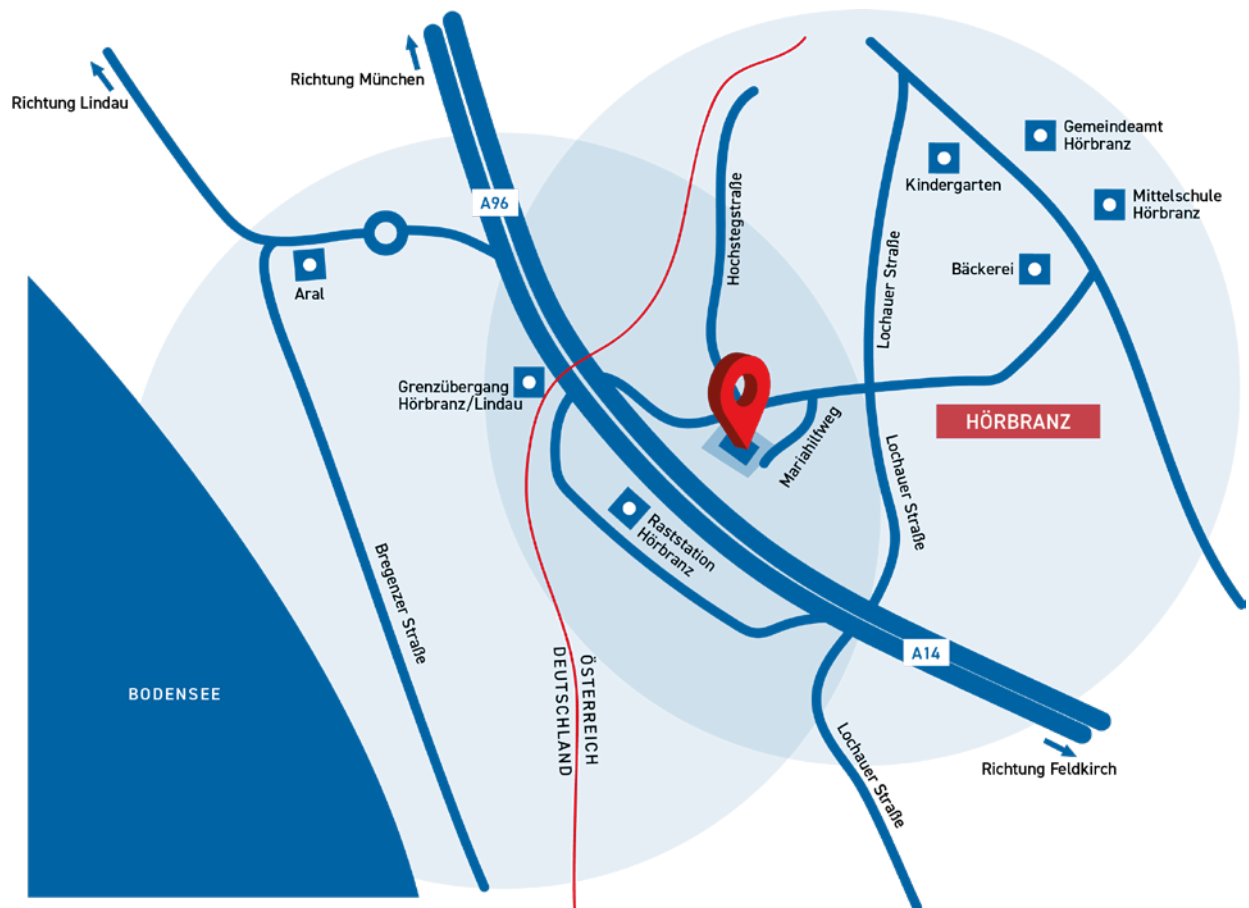 Richtung München
Richtung Lindau
A96
Hochstegstraße
Gemeindeamt
Hörbranz
Kindergarten
Mittelschule
Hörbranz
Bäckerei
Lochauer Straße
Aral
Grenzübergang
Hörbranz/Lindau
HÖRBRANZ
Mariahilfweg
Lochauer Straße
Raststation
Hörbranz
Bregenzer Straße
A14
ÖSTERREICH
DEUTSCHLAND
BODENSEE
Richtung Feldkirch
Lochauer Straße